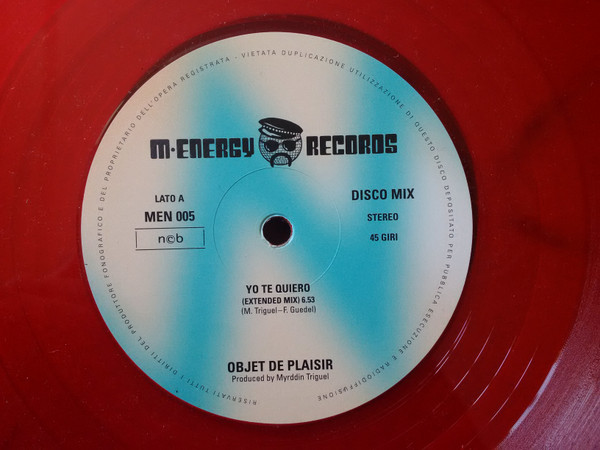 RISERVATI TUTTI I DIRITTI DEL PRODUTTORE FONOGRAFICO E DEL PROPRIETARIO DELL'OPERA REGISTRATA - VIETATA DUPLICAZIONE UTILIZZAZIONE DI QUESTO DISCO DEPOSITATO PER PUBBLICA ESECUZIONE E RADIODIFFUSIONE
M·ENERGY RECORDS
LATO A
MEN 005
n©b
DISCO MIX
STEREO
45 GIRI
YO TE QUIERO
(EXTENDED MIX) 6.53
(M. Triguel–F. Guedel)
OBJET DE PLAISIR
Produced by Myrddin Triguel